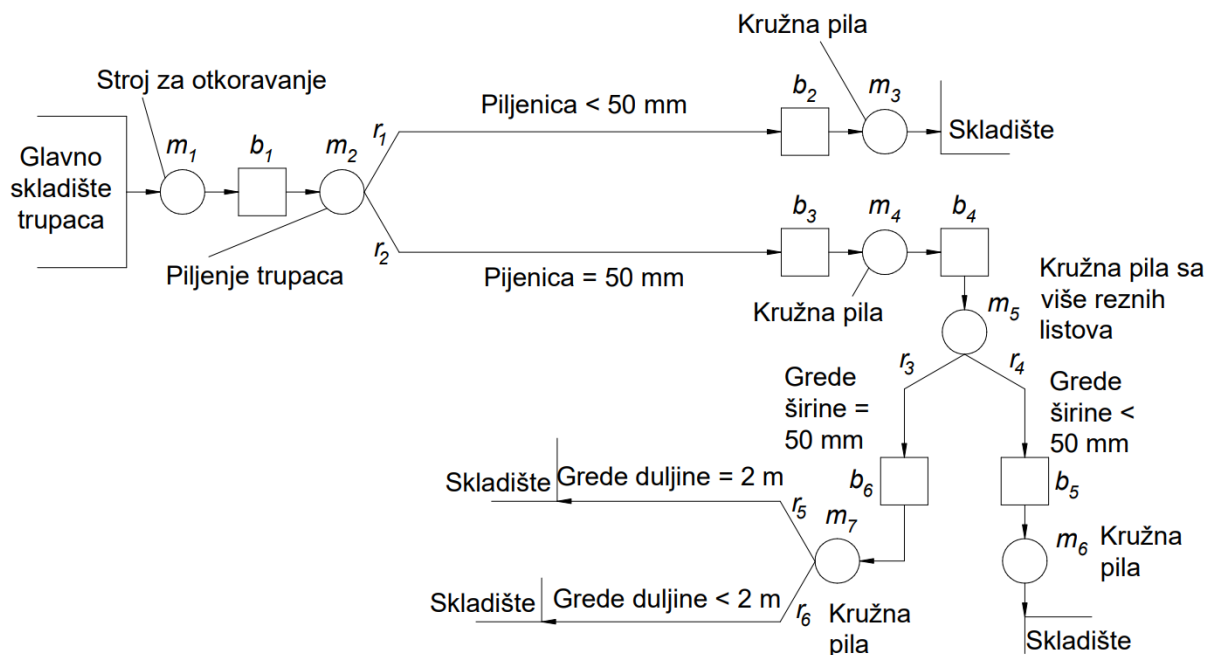 Kružna pila
Stroj za otkoravanje
b2
m3
Piljenica < 50 mm
r1
Skladište
m1
b1
m2
Glavno
skladište
trupaca
b3
m4
b4
r2
Piljenje trupaca
Pijenica = 50 mm
Kružna pila
Kružna pila sa
više reznih
listova
m5
r3
r4
Grede
širine =
50 mm
Grede
širine <
50 mm
Skladište
Grede duljine = 2 m
b6
b5
r5
m7
m6
Kružna
pila
Skladište
Grede duljine < 2 m
r6
Kružna
pila
Skladište